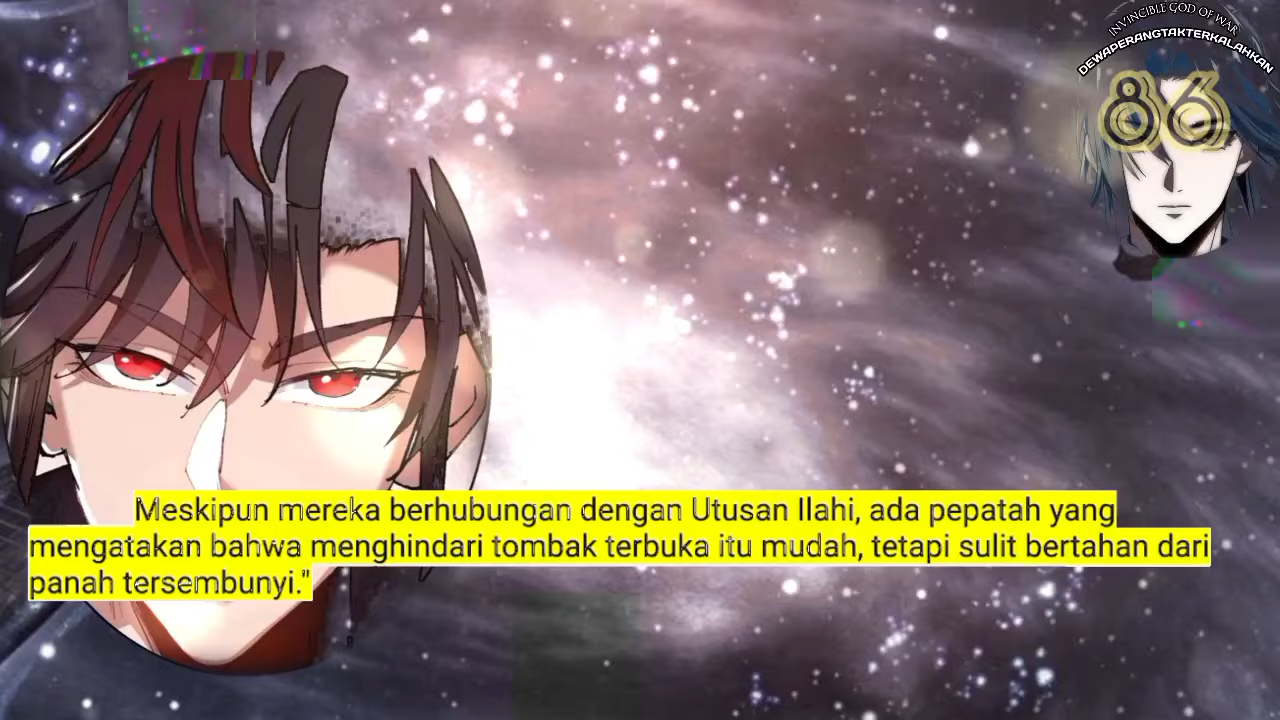 INVINCIBLE GOD OF WAR
DEWAPERANGTAKTERKALAHKAN
86
Meskipun mereka berhubungan dengan Utusan Ilahi, ada pepatah yang
mengatakan bahwa menghindari tombak terbuka itu mudah, tetapi sulit bertahan dari
panah tersembunyi."